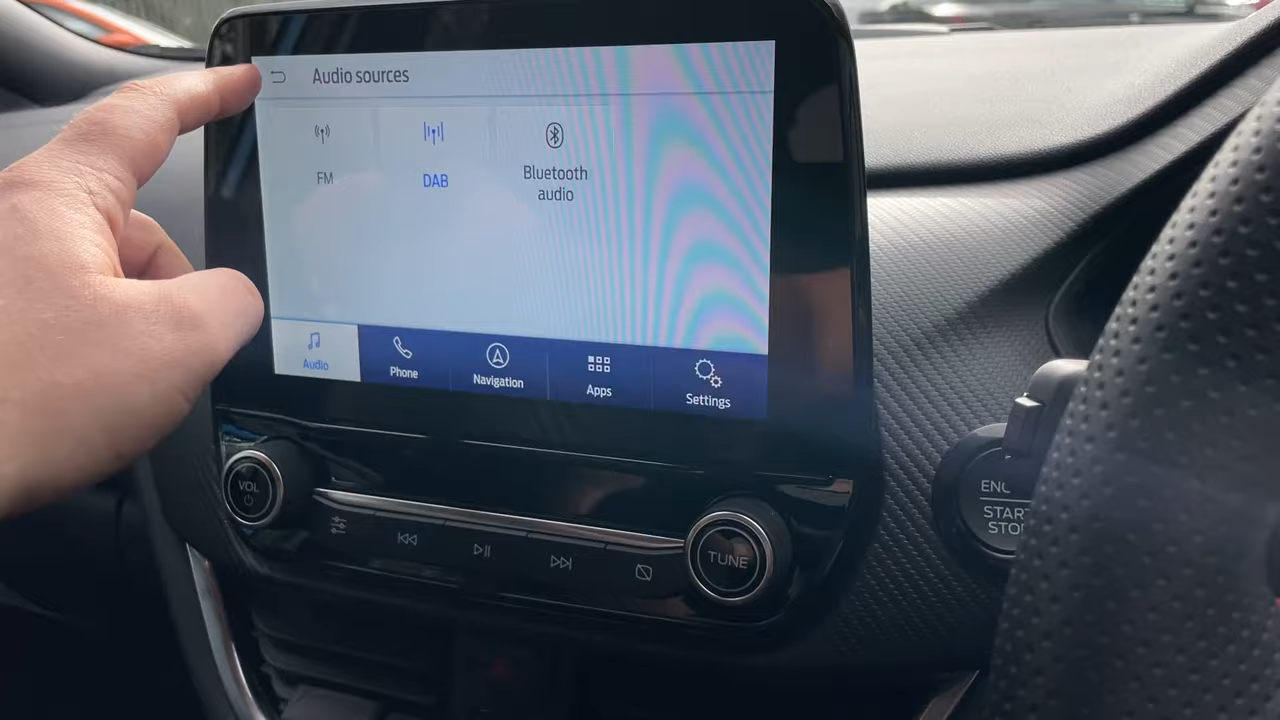 Audio sources
FM
DAB
Bluetooth
audio
Audio
Phone
Navigation
Apps
Settings
VOL
TUNE
ENG
START
STO